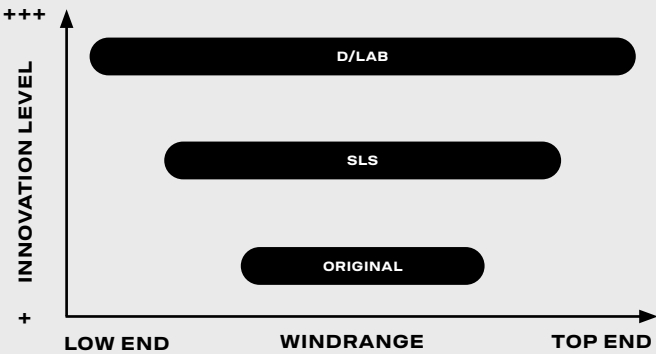 +++
D/LAB
INNOVATION LEVEL
SLS
ORIGINAL
+
LOW END
WINDRANGE
TOP END